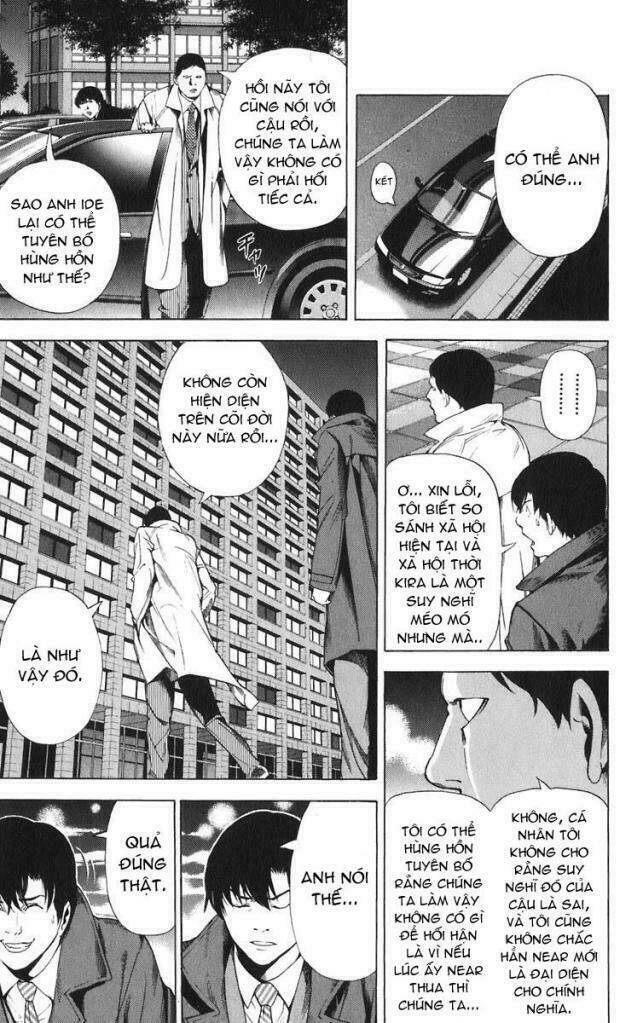 CÓ THỂ ANH
ĐÚNG...
KÉT
HỒI NÃY TÔI
CŨNG NÓI VỚI
CẬU RỒI,
CHÚNG TA LÀM
VẬY KHÔNG CÓ
GÌ PHẢI HỐI
TIẾC CẢ.
SAO ANH IDE
LẠI CÓ THỂ
TUYÊN BỐ
HÙNG HỒN
NHƯ THẾ?
......
Ơ... XIN LỖI,
TÔI BIẾT SO
SÁNH XÃ HỘI
HIỆN TẠI VÀ
XÃ HỘI THỜI
KIRA LÀ MỘT
SUY NGHĨ
MÉO MÓ
NHƯNG MÀ..
KHÔNG, CÁ
NHÂN TÔI
KHÔNG CHO
RẰNG SUY
NGHĨ ĐÓ CỦA
CẬU LÀ SAI,
VÀ TÔI CŨNG
KHÔNG CHẮC
HẲN NEAR MỚI
LÀ ĐẠI DIỆN
CHO CHÍNH
NGHĨA.
TÔI CÓ THỂ
HÙNG HỒN
TUYÊN BỐ
RẰNG CHÚNG
TA LÀM VẬY
KHÔNG CÓ GÌ
ĐỂ HỐI HẬN
LÀ VÌ NẾU
LÚC ẤY NEAR
THUA THÌ
CHÚNG TA...
KHÔNG CÒN
HIỆN DIỆN
TRÊN CÕI ĐỜI
NÀY NỮA RỒI...
LÀ NHƯ
VẬY ĐÓ.
ANH NÓI
THẾ...
QUẢ
ĐÚNG
THẬT.